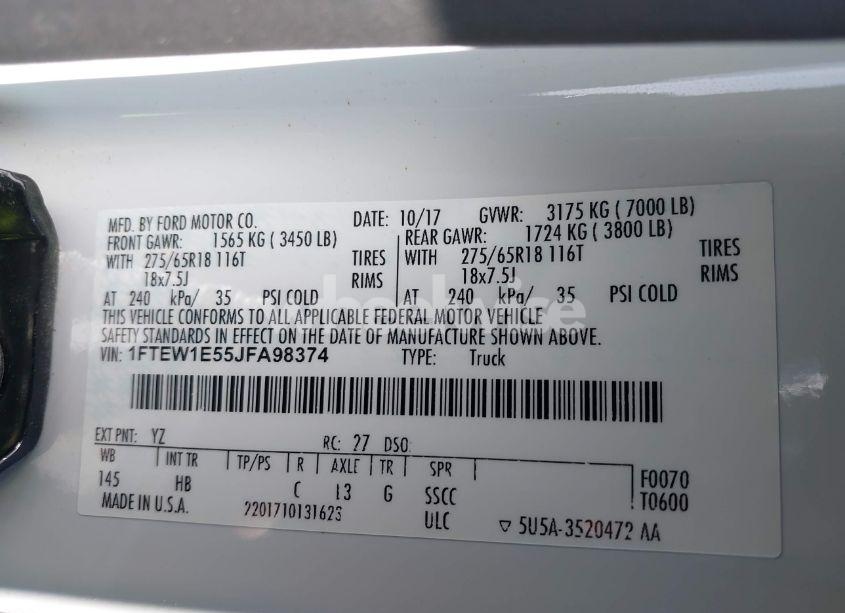 MFD. BY FORD MOTOR CO. DATE: 10/17 GVWR: 3175 KG ( 7000 LB)
FRONT GAWR: 1565 KG ( 3450 LB) REAR GAWR: 1724 KG ( 3800 LB)
WITH 275/65R18 116T TIRES WITH 275/65R18 116T TIRES
18x7.5J RIMS 18x7.5J RIMS
AT 240 kPa/ 35 PSI COLD AT 240 kPa/ 35 PSI COLD
THIS VEHICLE CONFORMS TO ALL APPLICABLE FEDERAL MOTOR VEHICLE
SAFETY STANDARDS IN EFFECT ON THE DATE OF MANUFACTURE SHOWN ABOVE.
VIN: 1FTEW1E55JFA98374 TYPE: Truck
EXT PNT: YZ RC: 27 DSO:
WB INT TR TP/PS R AXLE TR SPR F0070
145 HB C 13 G SSCC T0600
MADE IN U.S.A. 2201710131623 ULC ▽ 5U5A-3520472 AA